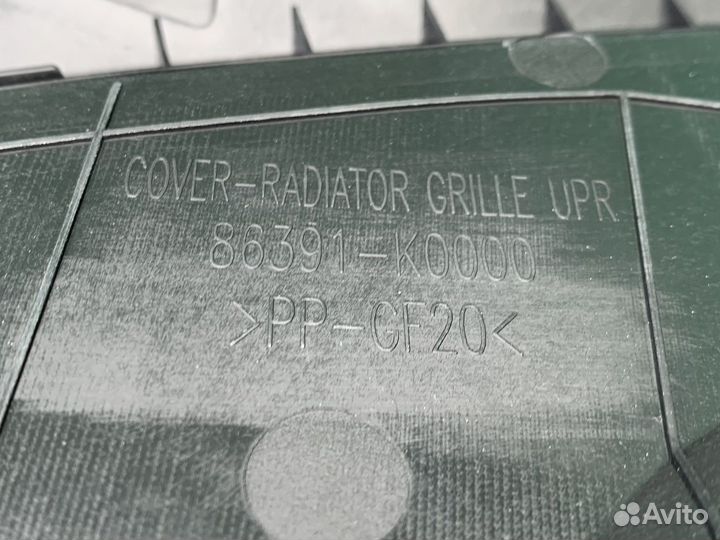 COVER-RADIATOR GRILLE UPR
86391-K0000
>PP-GF20<
Avito